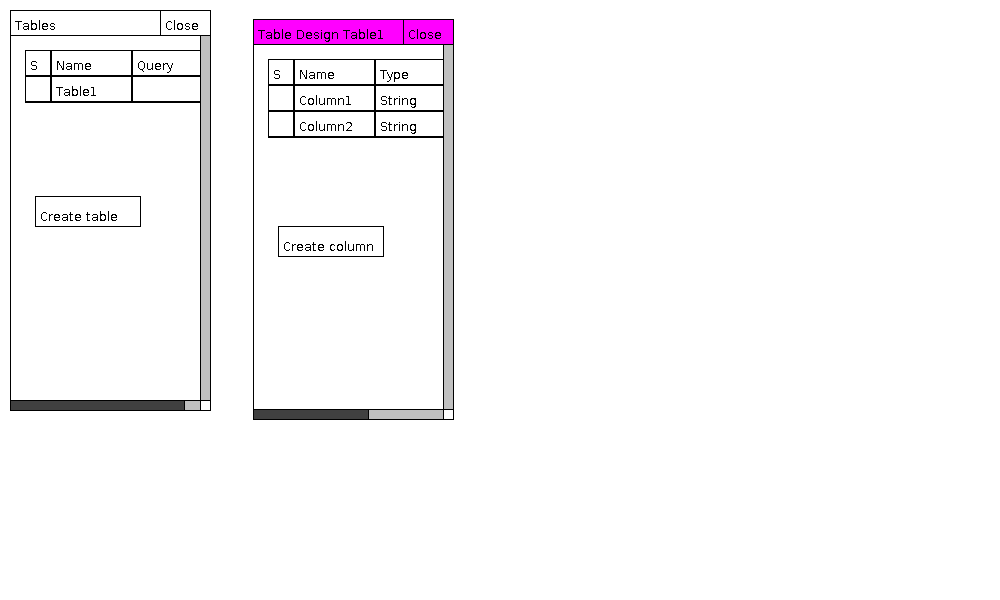 Tables Close
S Name Query
Table1
Create table
Table Design Table1 Close
S Name Type
Column1 String
Column2 String
Create column